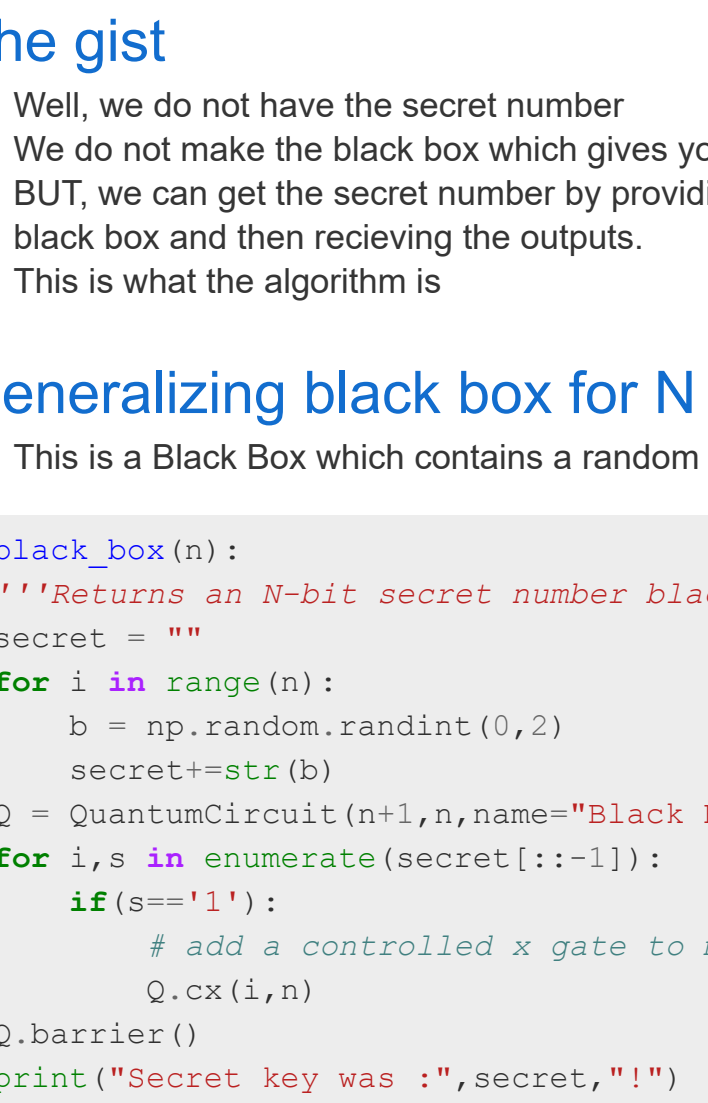 he gist
Well, we do not have the secret number
We do not make the black box which gives yo
BUT, we can get the secret number by providi
black box and then recieving the outputs.
This is what the algorithm is
eneralizing black box for N
This is a Black Box which contains a random
black_box(n):
'''Returns an N-bit secret number blac
secret = ""
for i in range(n):
b = np.random.randint(0,2)
secret+=str(b)
Q = QuantumCircuit(n+1,n,name="Black
for i,s in enumerate(secret[::-1]):
if(s=='1'):
# add a controlled x gate to
Q.cx(i,n)
Q.barrier()
print("Secret key was :",secret,"!")